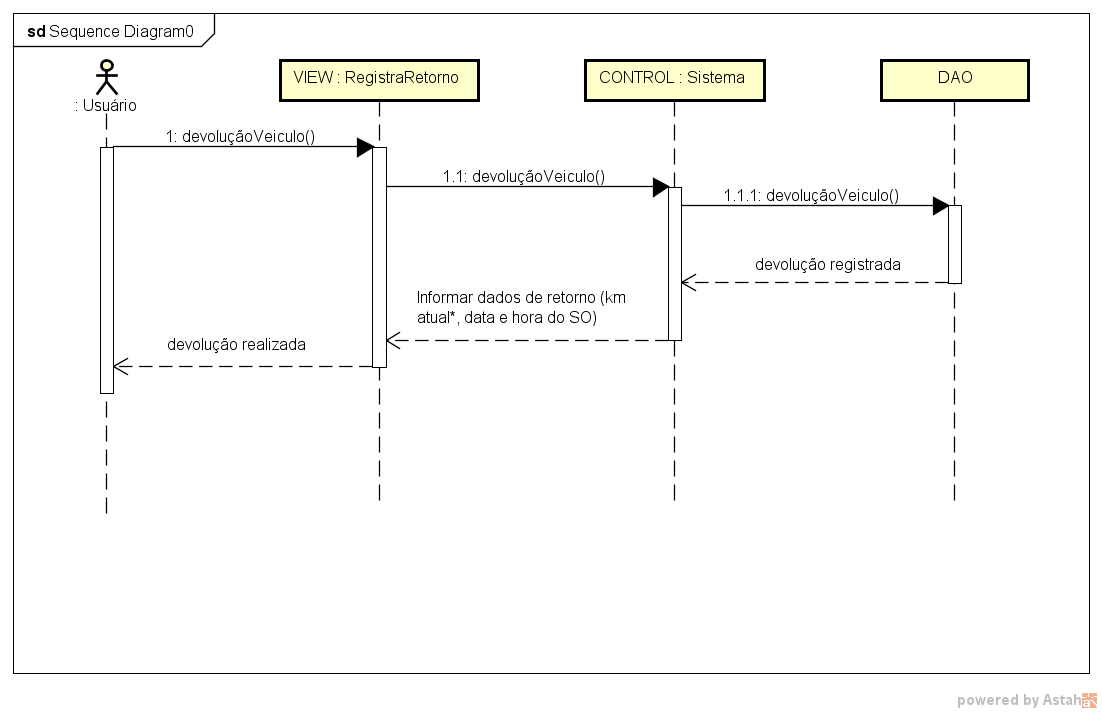 sd Sequence Diagram0
: Usuário
VIEW : RegistraRetorno
CONTROL : Sistema
DAO
1: devoluçãoVeiculo()
1.1: devoluçãoVeiculo()
1.1.1: devoluçãoVeiculo()
devolução registrada
Informar dados de retorno (km
atual*, data e hora do SO)
devolução realizada
powered by Astah